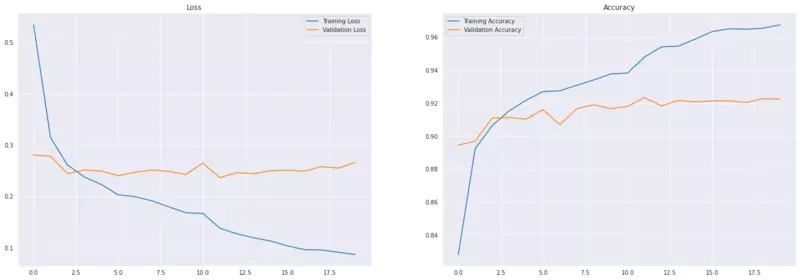 Loss
Training Loss
Validation Loss
0.5
0.4
0.3
0.2
0.1
0.0 2.5 5.0 7.5 10.0 12.5 15.0 17.5
Accuracy
Training Accuracy
Validation Accuracy
0.96
0.94
0.92
0.90
0.88
0.86
0.84
0.0 2.5 5.0 7.5 10.0 12.5 15.0 17.5